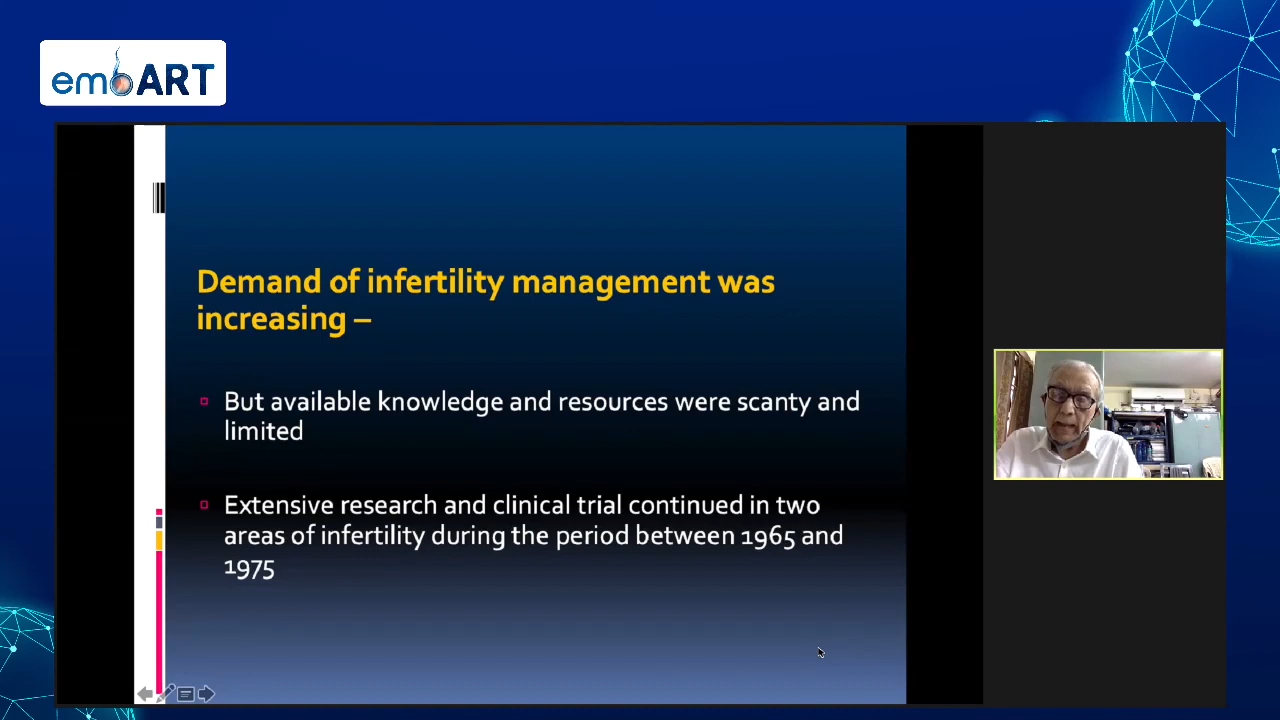 embART
Demand of infertility management was
increasing –
But available knowledge and resources were scanty and
limited
Extensive research and clinical trial continued in two
areas of infertility during the period between 1965 and
1975